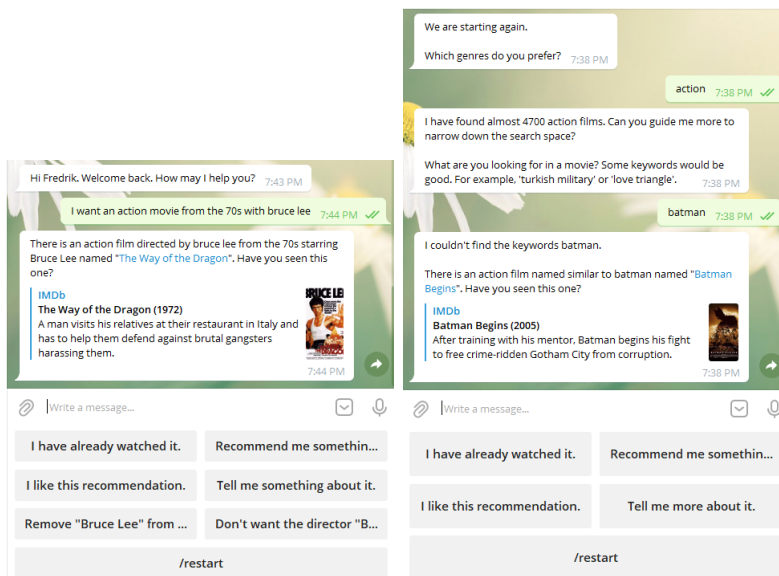 Hi Fredrik. Welcome back. How may I help you? 7:43 PM
I want an action movie from the 70s with bruce lee 7:44 PM
There is an action film directed by bruce lee from the 70s starring
Bruce Lee named "The Way of the Dragon". Have you seen this
one?
IMDb
The Way of the Dragon (1972)
A man visits his relatives at their restaurant in Italy and
has to help them defend against brutal gangsters
harassing them.
BRUCE LEE
7:44 PM
Write a message...
I have already watched it.
Recommend me somethin...
I like this recommendation.
Tell me something about it.
Remove "Bruce Lee" from ...
Don't want the director "B...
/restart
We are starting again.
Which genres do you prefer? 7:38 PM
action 7:38 PM
I have found almost 4700 action films. Can you guide me more to
narrow down the search space?
What are you looking for in a movie? Some keywords would be
good. For example, 'turkish military' or 'love triangle'. 7:38 PM
batman 7:38 PM
I couldn't find the keywords batman.
There is an action film named similar to batman named "Batman
Begins". Have you seen this one?
IMDb
Batman Begins (2005)
After training with his mentor, Batman begins his fight
to free crime-ridden Gotham City from corruption.
7:38 PM
Write a message...
I have already watched it.
Recommend me somethin...
I like this recommendation.
Tell me more about it.
/restart